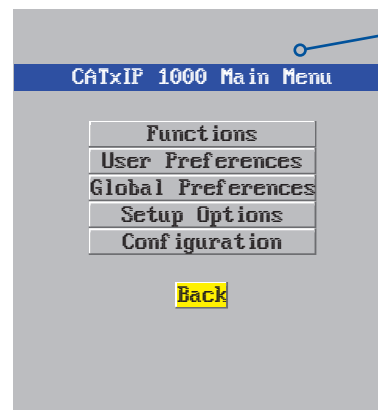 CATxIP 1000 Main Menu
Functions
User Preferences
Global Preferences
Setup Options
Configuration
Back